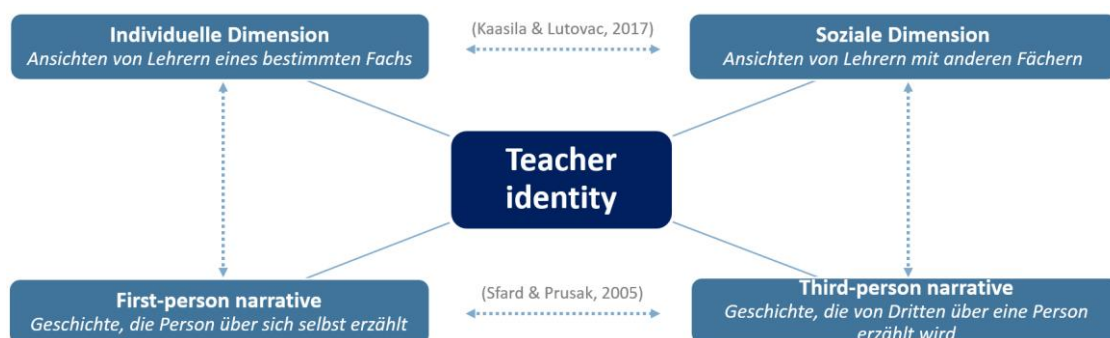 Individuelle Dimension
Ansichten von Lehrern eines bestimmten Fachs
(Kaasila & Lutovac, 2017)
Soziale Dimension
Ansichten von Lehrern mit anderen Fächern
Teacher
identity
First-person narrative
Geschichte, die Person über sich selbst erzählt
(Sfard & Prusak, 2005)
Third-person narrative
Geschichte, die von Dritten über eine Person
erzählt wird